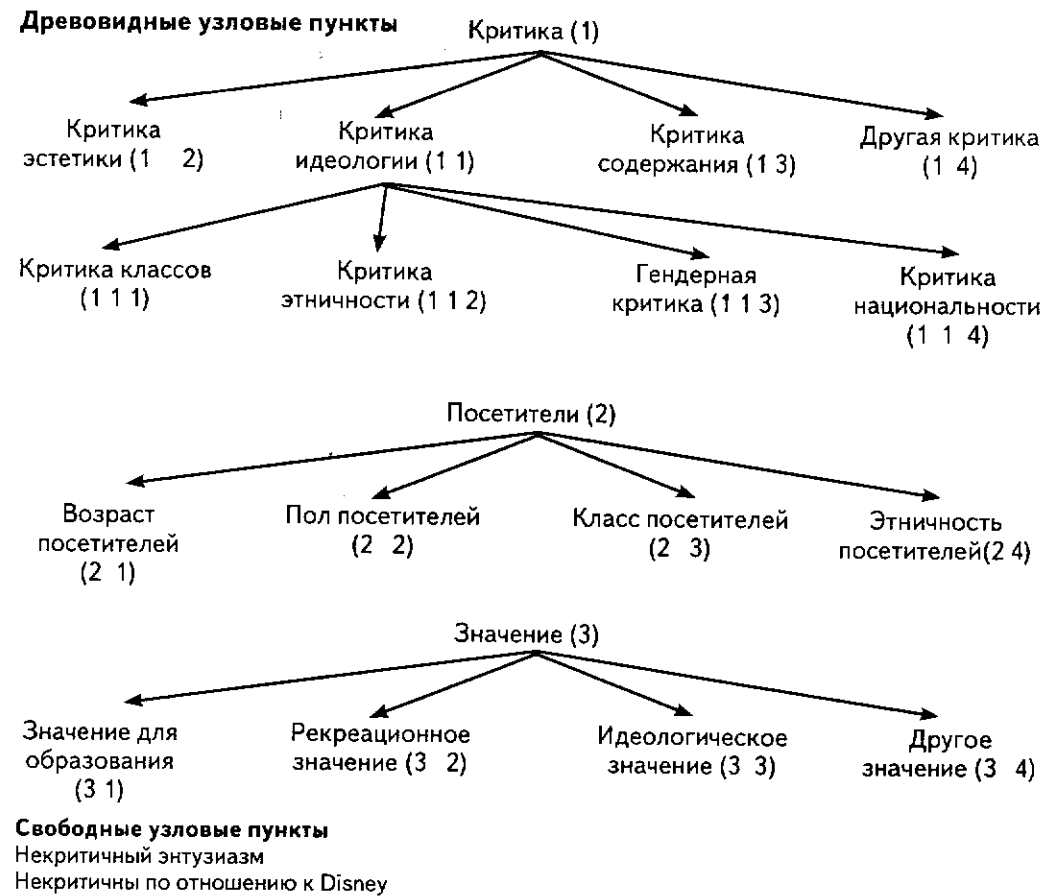 Древовидные узловые пункты
Критика (1)
Критика
эстетики (1 2)
Критика
идеологии (1 1)
Критика
содержания (1 3)
Другая критика
(1 4)
Критика классов
(1 1 1)
Критика
этничности (1 1 2)
Гендерная
критика (1 1 3)
Критика
национальности
(1 1 4)
Посетители (2)
Возраст
посетителей
(2 1)
Пол посетителей
(2 2)
Класс посетителей
(2 3)
Этничность
посетителей(2 4)
Значение (3)
Значение для
образования
(3 1)
Рекреационное
значение (3 2)
Идеологическое
значение (3 3)
Другое
значение (3 4)
Свободные узловые пункты
Некритичный энтузиазм
Некритичны по отношению к Disney